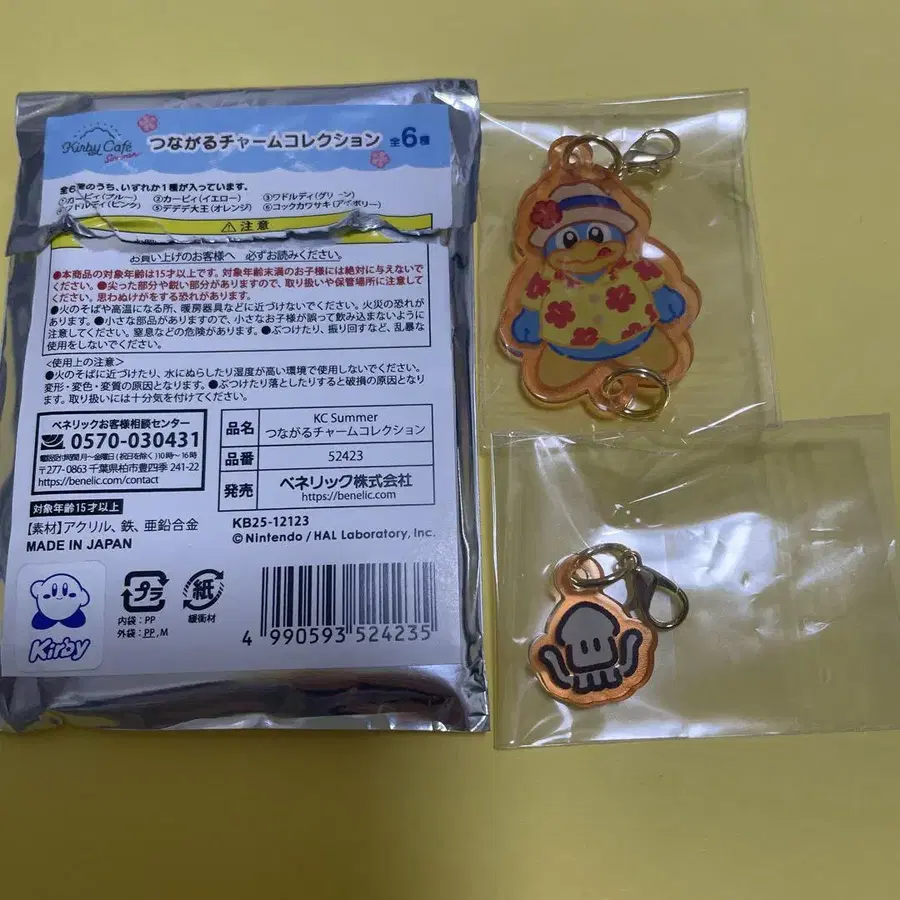 Kirby Café
Summer
つながるチャームコレクション 全6種
全6種のうち、いずれか1種が入っています。
①カービィ(ブルー) ②カービィ(イエロー) ③ワドルディ(グリーン)
④ワドルディ(ピンク) ⑤デデデ大王(オレンジ) ⑥コックカワサキ(アイボリー)
⚠注意
お買い上げのお客様へ 必ずお読みください。
●本商品の対象年齢は15才以上です。対象年齢未満のお子様には絶対に与えないで
ください。●尖った部分や鋭い部分がありますので、取り扱いや保管場所に注意して
ください。思わぬけがをする恐れがあります。
●火のそばや高温になる所、暖房器具などに近づけないでください。火災の恐れが
あります。●小さな部品がありますので、小さなお子様が誤って飲み込まないように
注意してください。窒息などの危険があります。●ぶつけたり、振り回すなど、乱暴な
使用をしないでください。
<使用上の注意>
●火のそばに近づけたり、水にぬらしたり湿度が高い環境で使用しないでください。
変形・変色・変質の原因となります。●ぶつけたり落としたりすると破損の原因となり
ます。取り扱いには十分気を付けてください。
ベネリックお客様相談センター
0570-030431
電話受付時間 月〜金曜日(祝日を除く)10時〜16時
〒277-0863 千葉県柏市豊四季 241-22
https://benelic.com/contact
品名 KC Summer
つながるチャームコレクション
品番 52423
発売 ベネリック株式会社
https://benelic.com
対象年齢15才以上
【素材】アクリル、鉄、亜鉛合金
MADE IN JAPAN
KB25-12123
©Nintendo / HAL Laboratory, Inc.
Kirby
プラ
内袋:PP
外袋:PP,M
紙
緩衝材
4 990593 524235